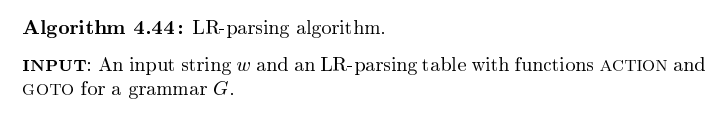 Algorithm 4.44: LR-parsing algorithm.
INPUT: An input string w and an LR-parsing table with functions ACTION and
GOTO for a grammar G.